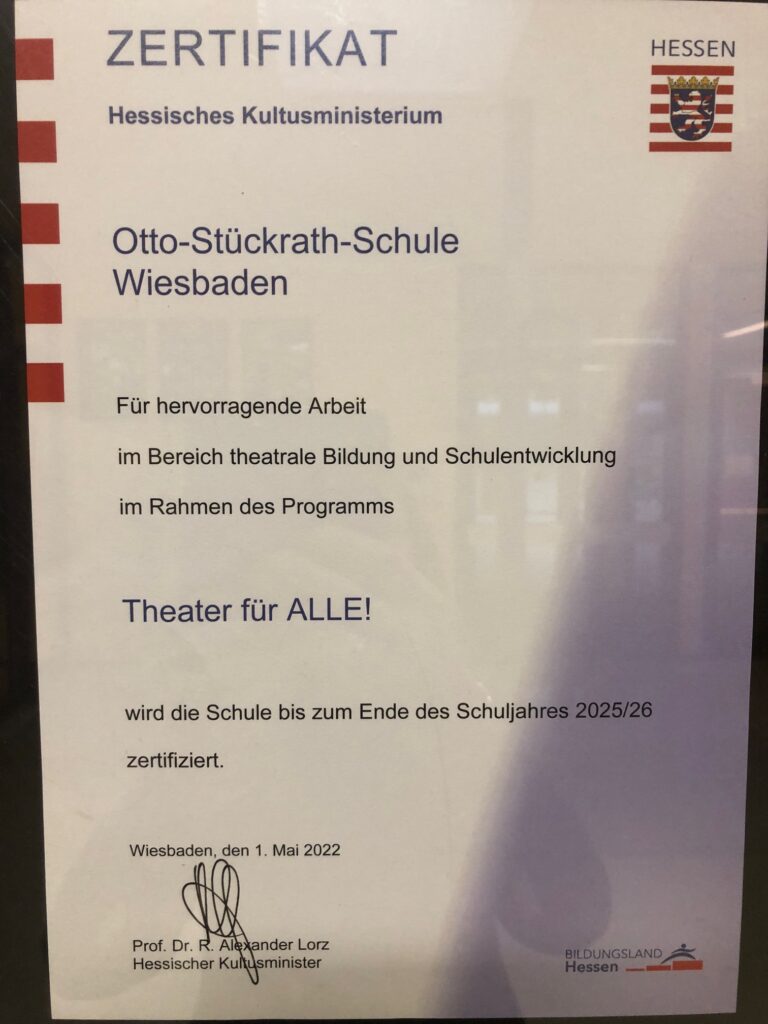 ZERTIFIKAT
HESSEN
Hessisches Kultusministerium
Otto-Stückrath-Schule
Wiesbaden
Für hervorragende Arbeit
im Bereich theatrale Bildung und Schulentwicklung
im Rahmen des Programms
Theater für ALLE!
wird die Schule bis zum Ende des Schuljahres 2025/26
zertifiziert.
Wiesbaden, den 1. Mai 2022
Prof. Dr. R. Alexander Lorz
Hessischer Kultusminister
BILDUNGSLAND
Hessen